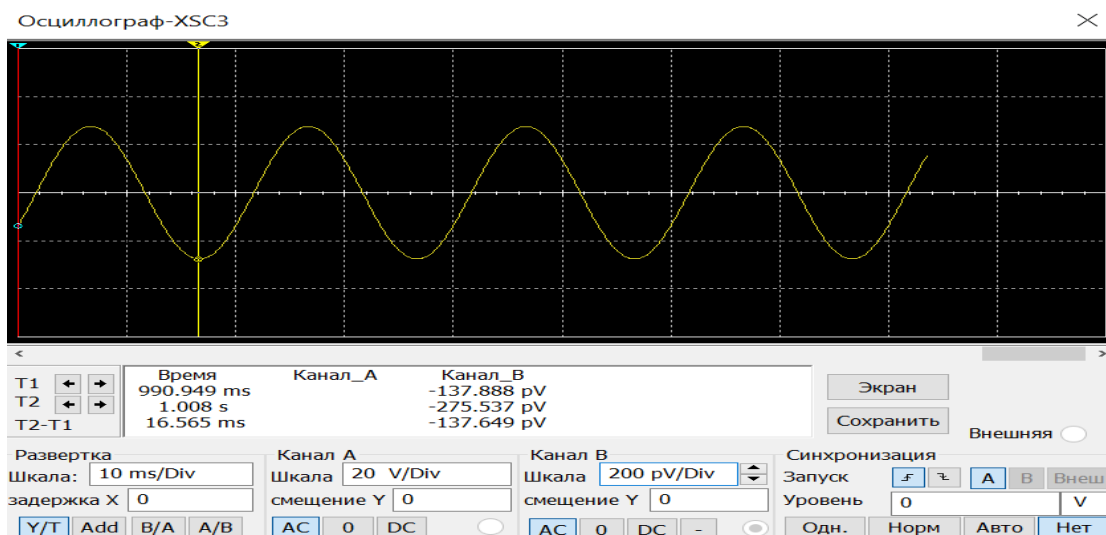 Осциллограф-XSC3
1 2
Время Канал_A Канал_B
T1 990.949 ms -137.888 pV
T2 1.008 s -275.537 pV
T2-T1 16.565 ms -137.649 pV
Экран
Сохранить
Внешняя
Развертка Канал A Канал B Синхронизация
Шкала: 10 ms/Div Шкала 20 V/Div Шкала 200 pV/Div Запуск A B Внеш
задержка X 0 смещение Y 0 смещение Y 0 Уровень 0 V
Y/T Add B/A A/B AC 0 DC AC 0 DC - Одн. Норм Авто Нет